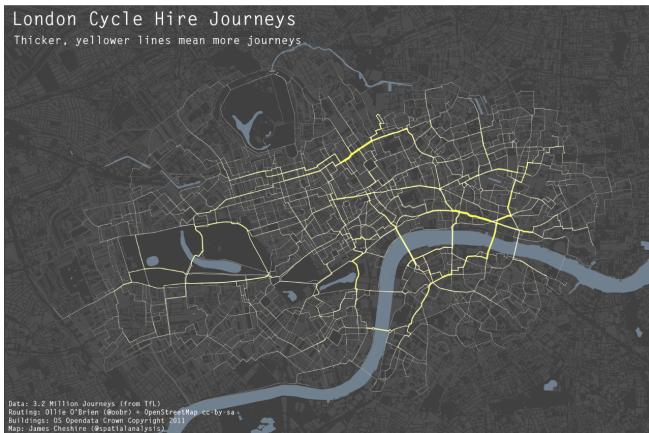 London Cycle Hire Journeys
Thicker, yellower lines mean more journeys
Data: 3.2 Million Journeys (from TfL)
Routing: Ollie O'Brien (@oobr) + OpenStreetMap cc-by-sa
Buildings: OS Opendata Crown Copyright 2011
Map: James Cheshire (@spatialanalysis)